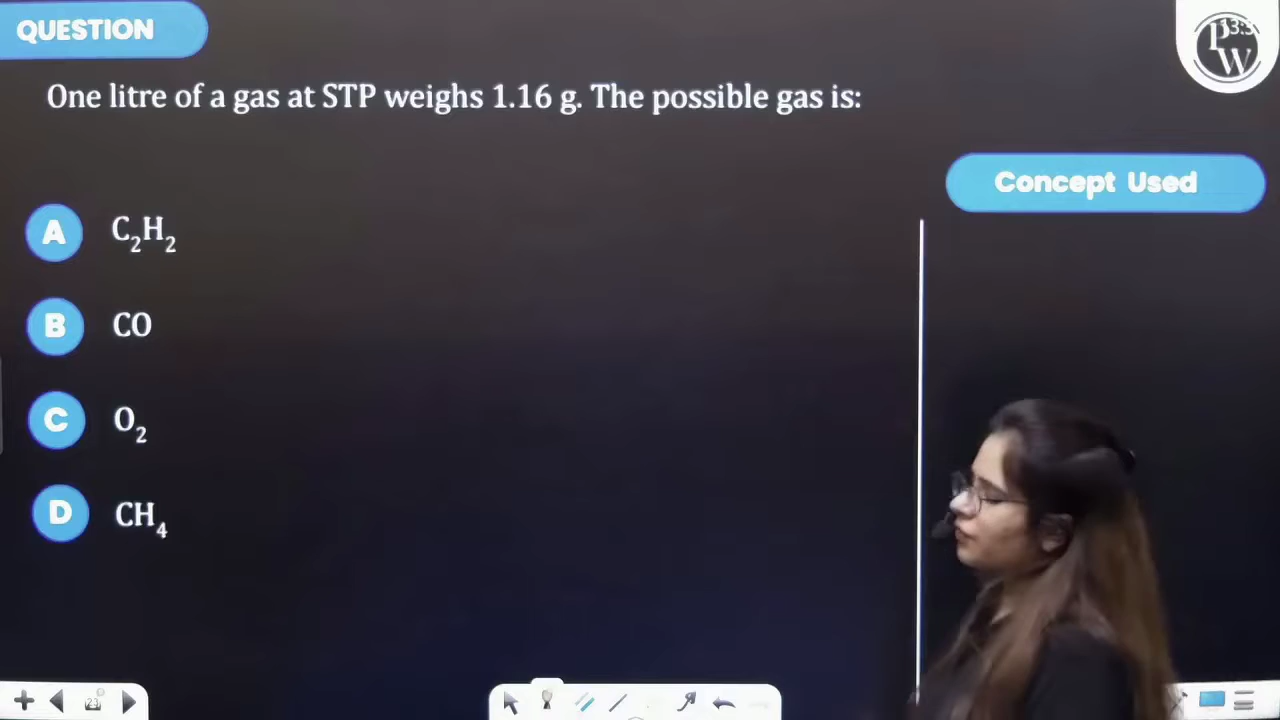 QUESTION
One litre of a gas at STP weighs 1.16 g. The possible gas is:
Concept Used
A C₂H₂
B CO
C O₂
D CH₄
PW